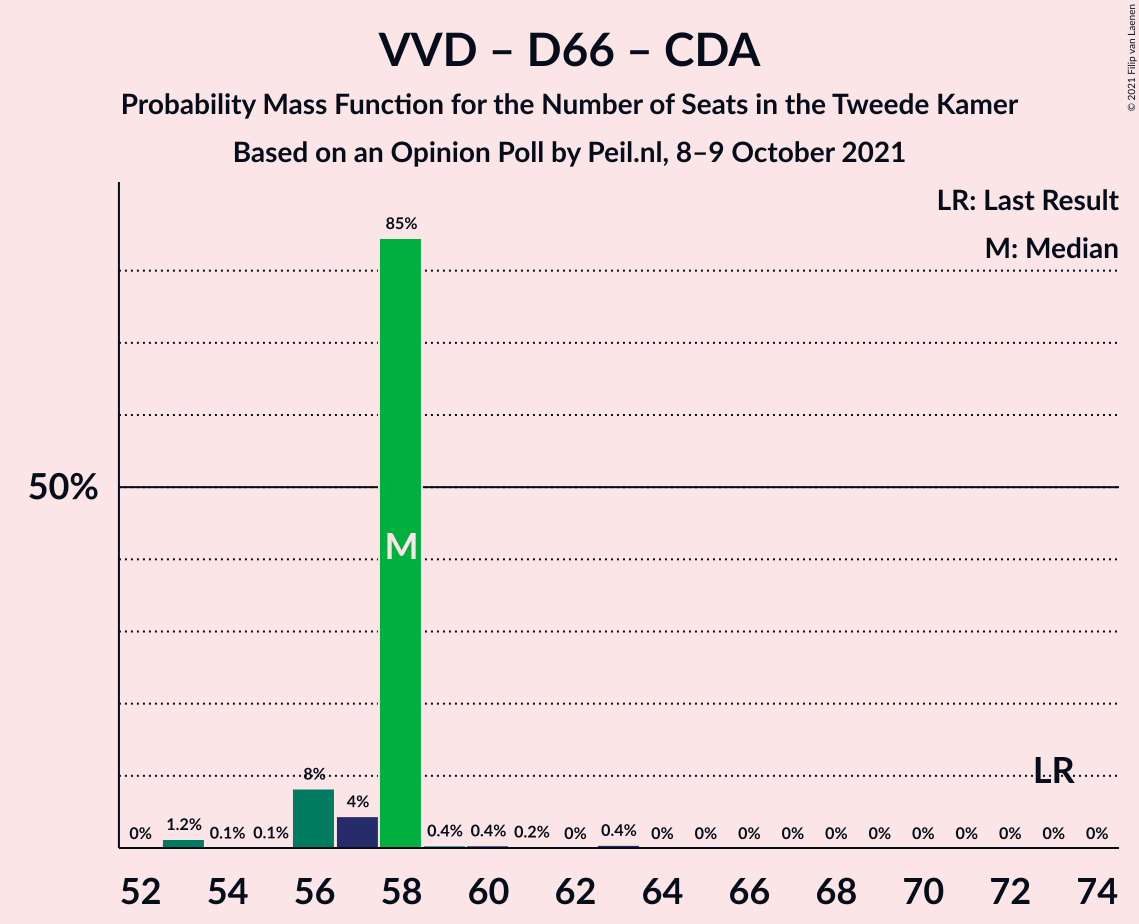 VVD – D66 – CDA
Probability Mass Function for the Number of Seats in the Tweede Kamer
Based on an Opinion Poll by Peil.nl, 8–9 October 2021
© 2021 Filip van Laenen
LR: Last Result
M: Median
85%
50%
M
LR
8%
4%
0% 1.2% 0.1% 0.1% 0.4% 0.4% 0.2% 0% 0.4% 0% 0% 0% 0% 0% 0% 0% 0% 0% 0% 0%
52 54 56 58 60 62 64 66 68 70 72 74